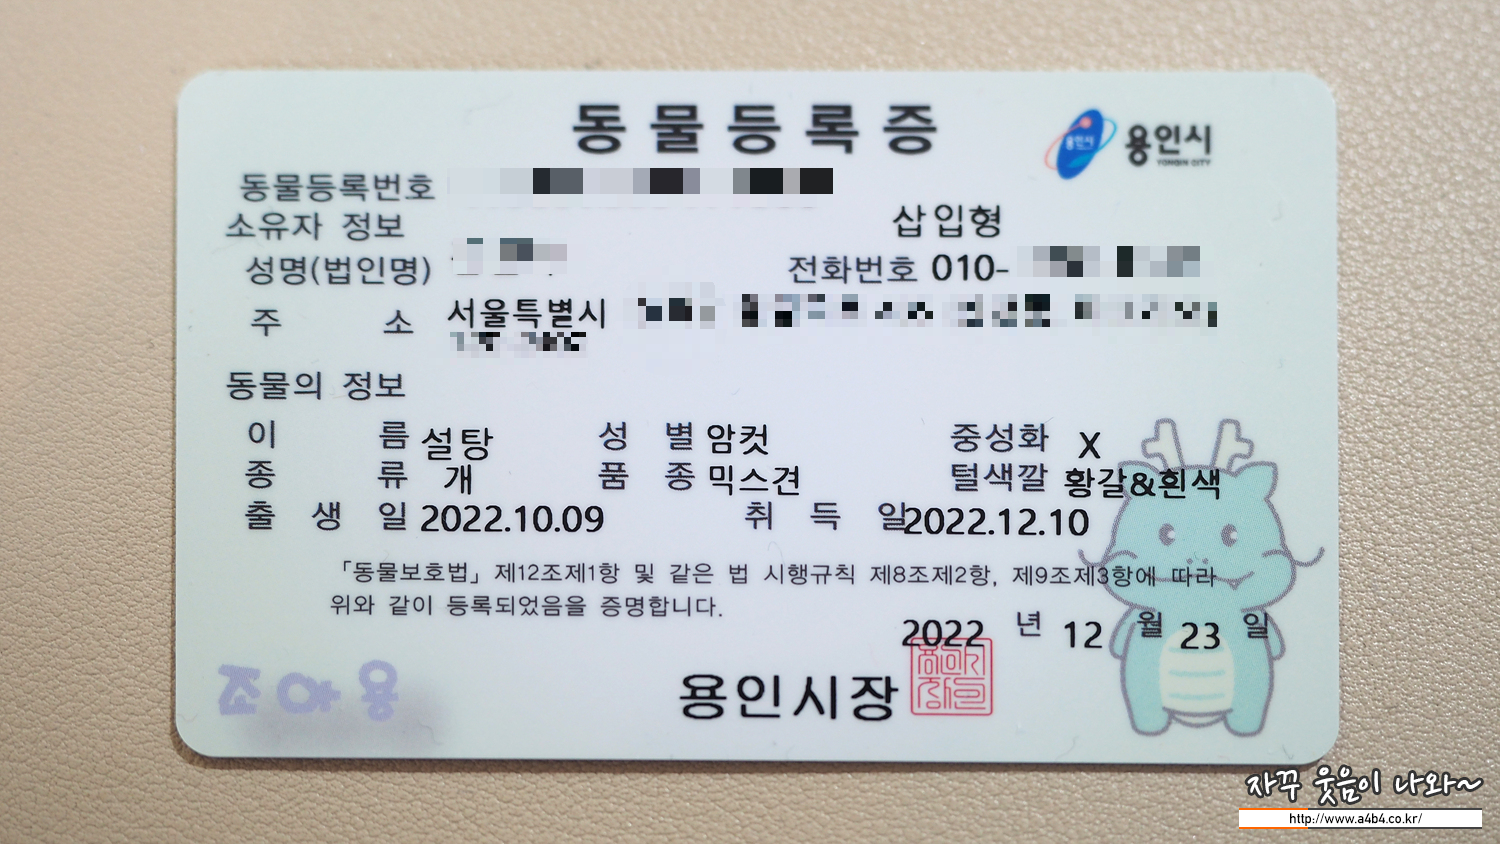 동물등록증
용인시
용인시
YONGIN CITY
동물등록번호
소유자 정보 삽입형
성명(법인명) 전화번호 010-
주 소 서울특별시
동물의 정보
이 름 설탕 성 별 암컷 중성화 X
종 류 개 품 종 믹스견 털색깔 황갈&흰색
출 생 일 2022.10.09 취 득 일 2022.12.10
「동물보호법」 제12조제1항 및 같은 법 시행규칙 제8조제2항, 제9조제3항에 따라
위와 같이 등록되었음을 증명합니다.
2022 년 12 월 23 일
용인시장
조아용
자꾸 웃음이 나와~
http://www.a4b4.co.kr/